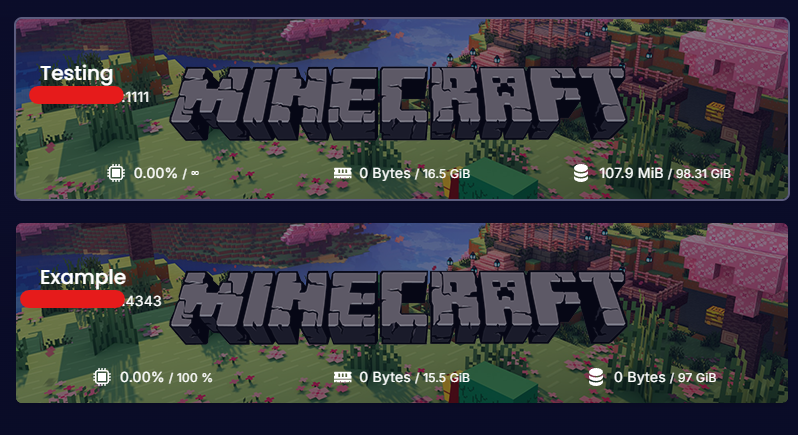 Testing
:1111
MINECRAFT
0.00% / ∞
0 Bytes / 16.5 GiB
107.9 MiB / 98.31 GiB
Example
4343
MINECRAFT
0.00% / 100 %
0 Bytes / 15.5 GiB
0 Bytes / 97 GiB